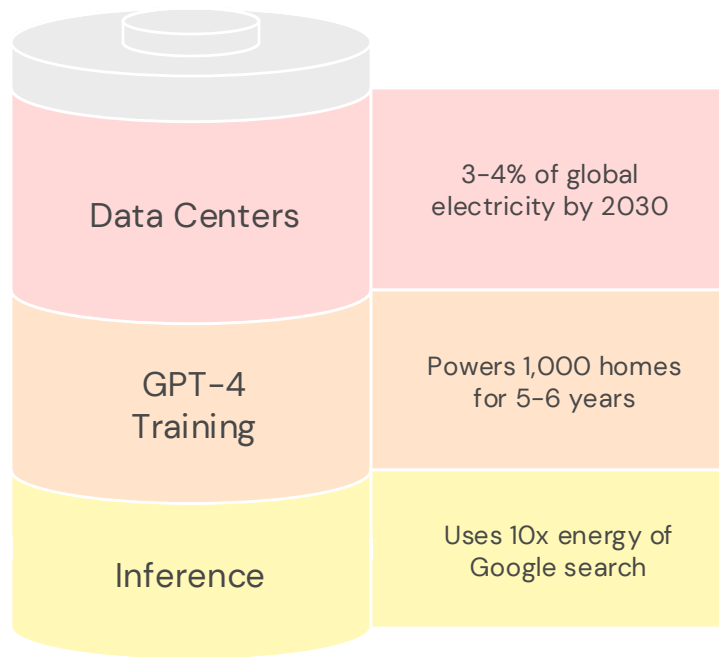 Data Centers
3-4% of global
electricity by 2030
GPT-4
Training
Powers 1,000 homes
for 5-6 years
Inference
Uses 10x energy of
Google search